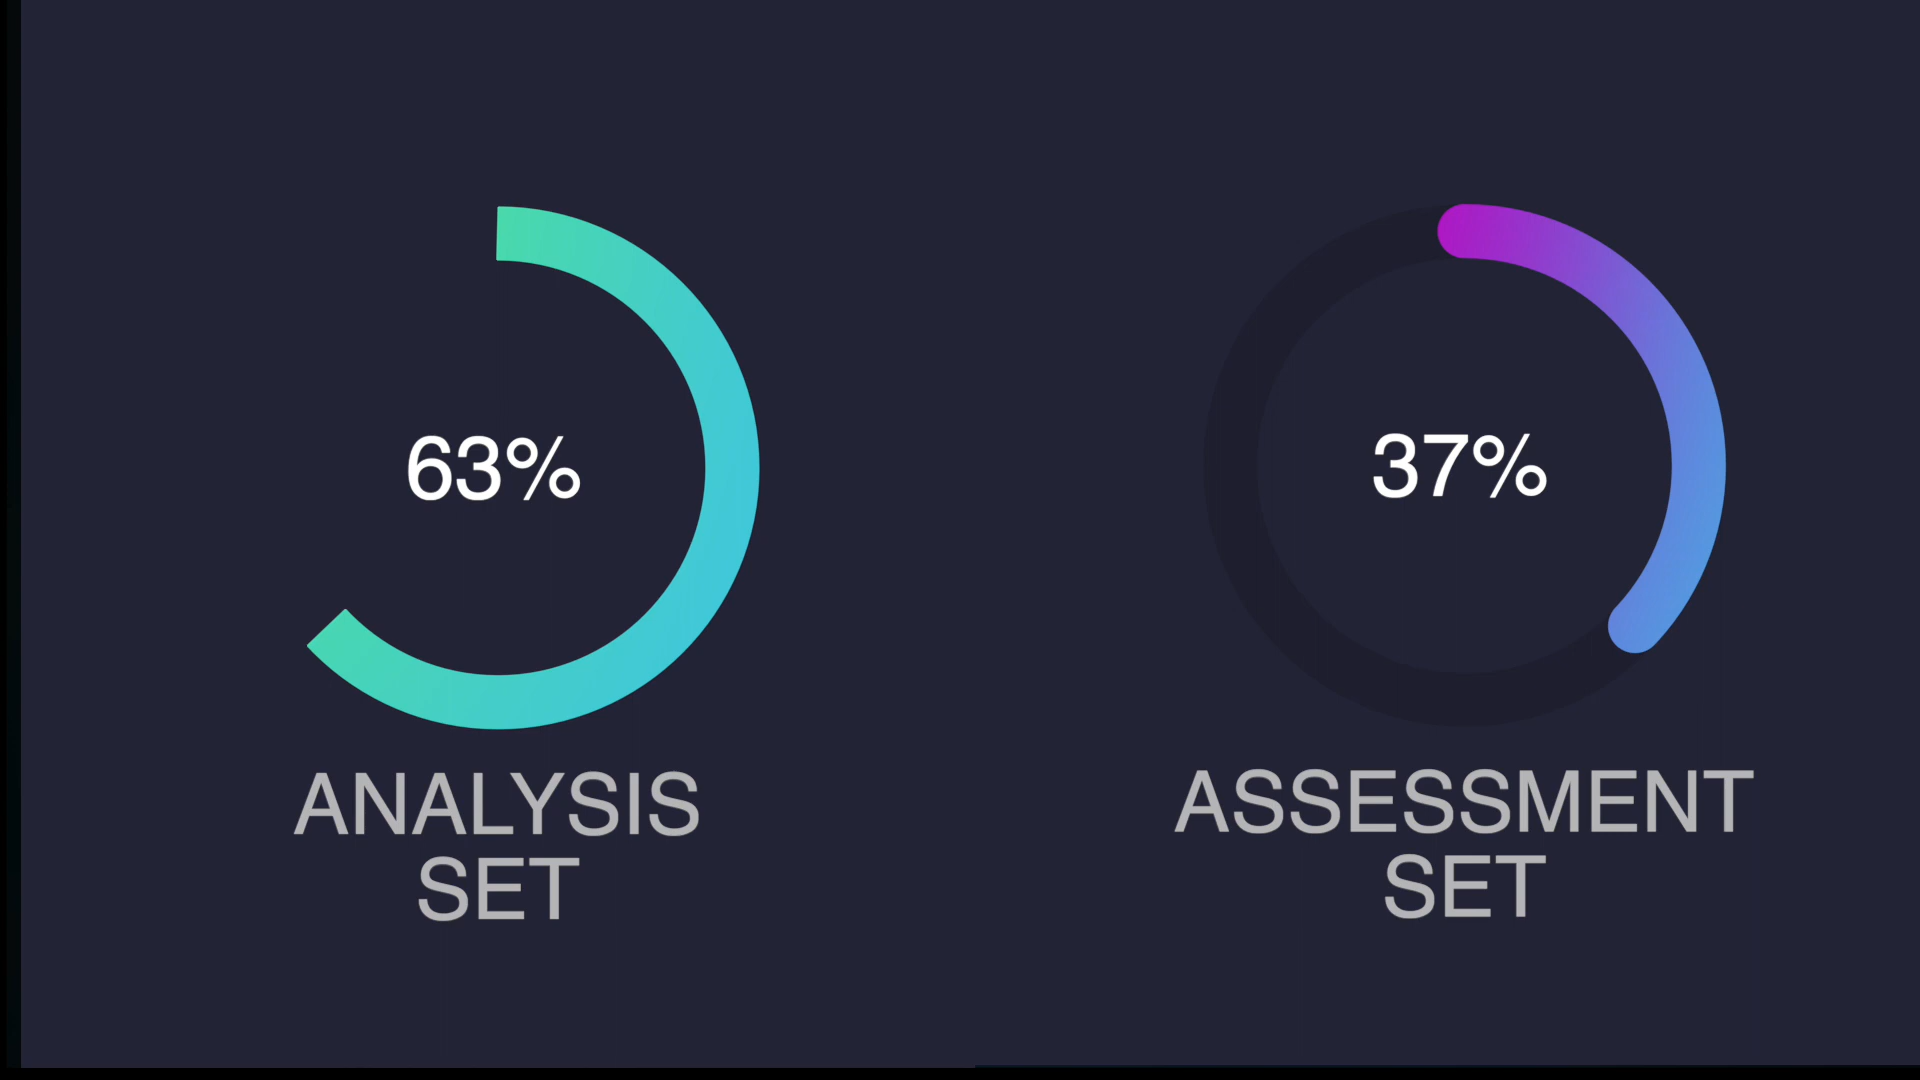 63%
ANALYSIS
SET
37%
ASSESSMENT
SET